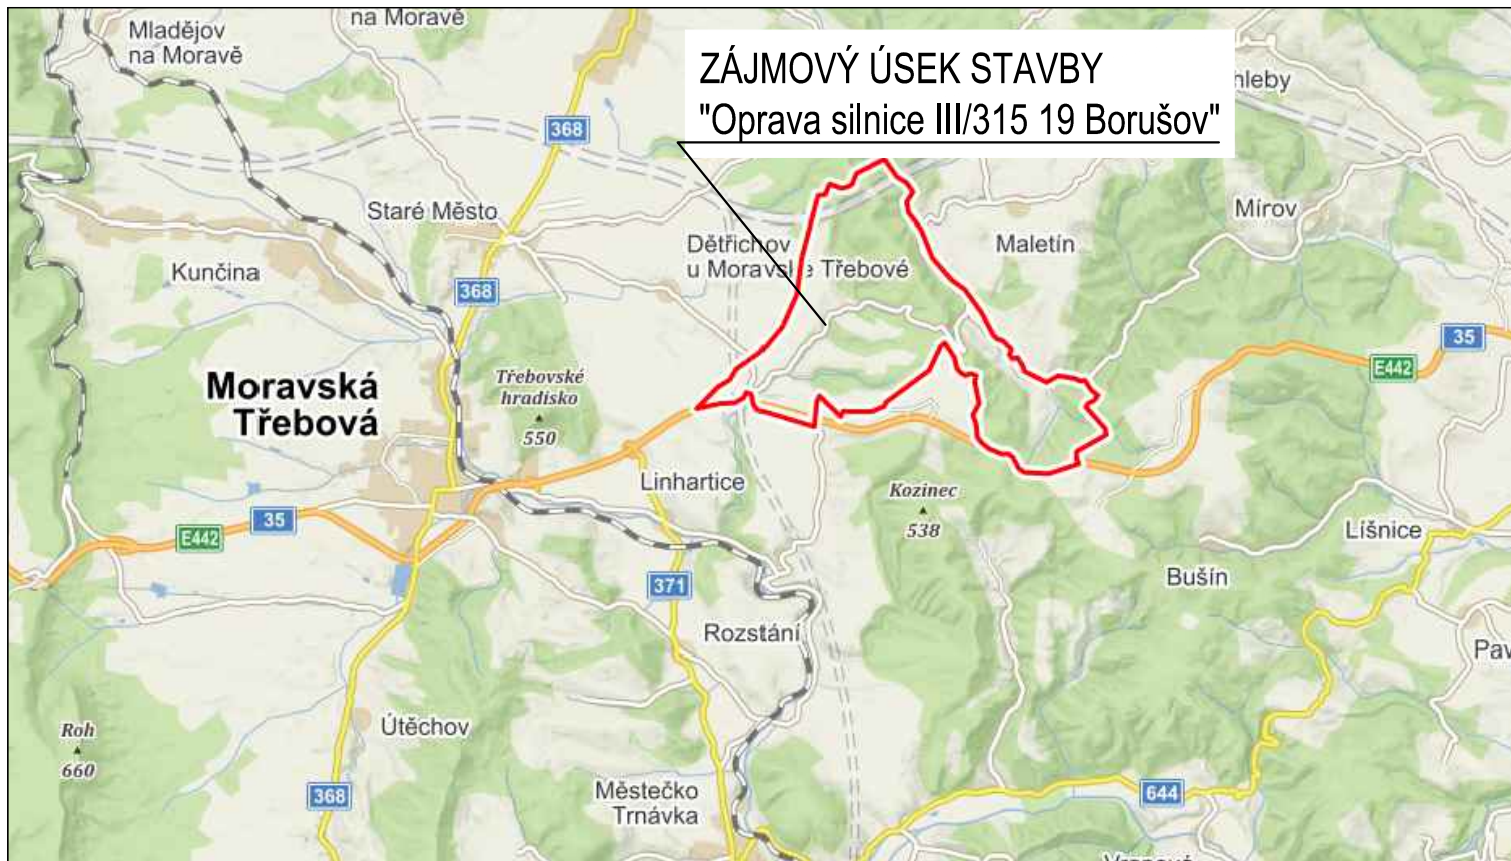 Mladějov
na Moravě
na Moravě
ZÁJMOVÝ ÚSEK STAVBY
"Oprava silnice III/315 19 Borušov"
hleby
368
Staré Město
Mírov
Maletín
Dětřichov
u Moravské Třebové
Kunčina
368
35
E442
Moravská
Třebová
Třebovské
hradisko
550
Linhartice
Kozinec
538
35
E442
Líšnice
Bušín
371
Rozstání
Pav
Útěchov
Roh
660
368
Městečko
Trnávka
644